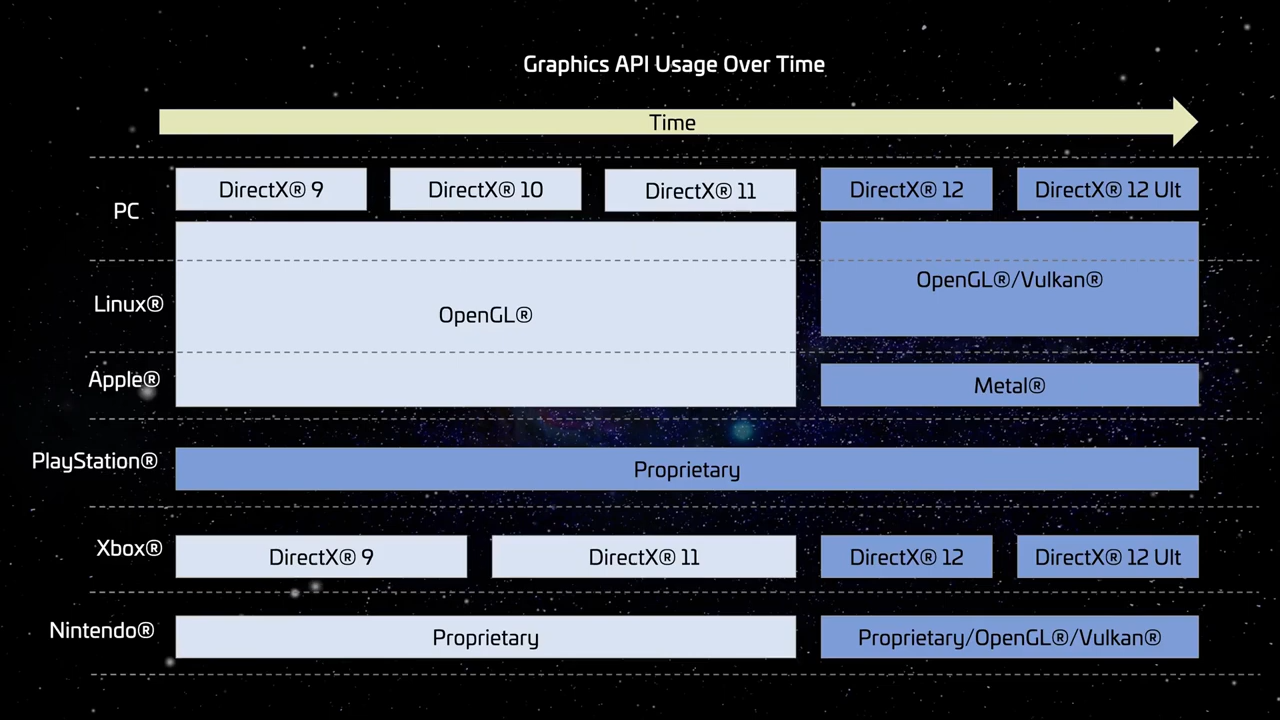 Graphics API Usage Over Time
Time
PC
DirectX® 9
DirectX® 10
DirectX® 11
DirectX® 12
DirectX® 12 Ult
Linux®
OpenGL®
OpenGL®/Vulkan®
Apple®
Metal®
PlayStation®
Proprietary
Xbox®
DirectX® 9
DirectX® 11
DirectX® 12
DirectX® 12 Ult
Nintendo®
Proprietary
Proprietary/OpenGL®/Vulkan®